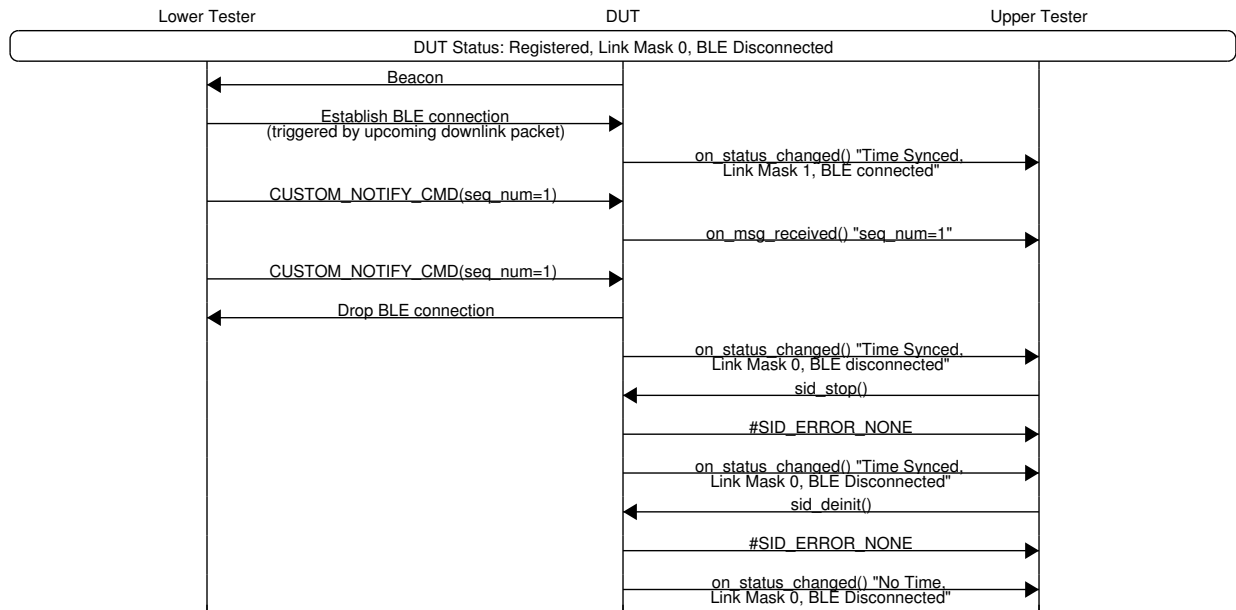 Lower Tester
DUT
Upper Tester
DUT Status: Registered, Link Mask 0, BLE Disconnected
Beacon
Establish BLE connection
(triggered by upcoming downlink packet)
on_status_changed() "Time Synced,
Link Mask 1, BLE connected"
CUSTOM_NOTIFY_CMD(seq_num=1)
on_msg_received() "seq_num=1"
CUSTOM_NOTIFY_CMD(seq_num=1)
Drop BLE connection
on_status_changed() "Time Synced,
Link Mask 0, BLE disconnected"
sid_stop()
#SID_ERROR_NONE
on_status_changed() "Time Synced,
Link Mask 0, BLE Disconnected"
sid_deinit()
#SID_ERROR_NONE
on_status_changed() "No Time,
Link Mask 0, BLE Disconnected"